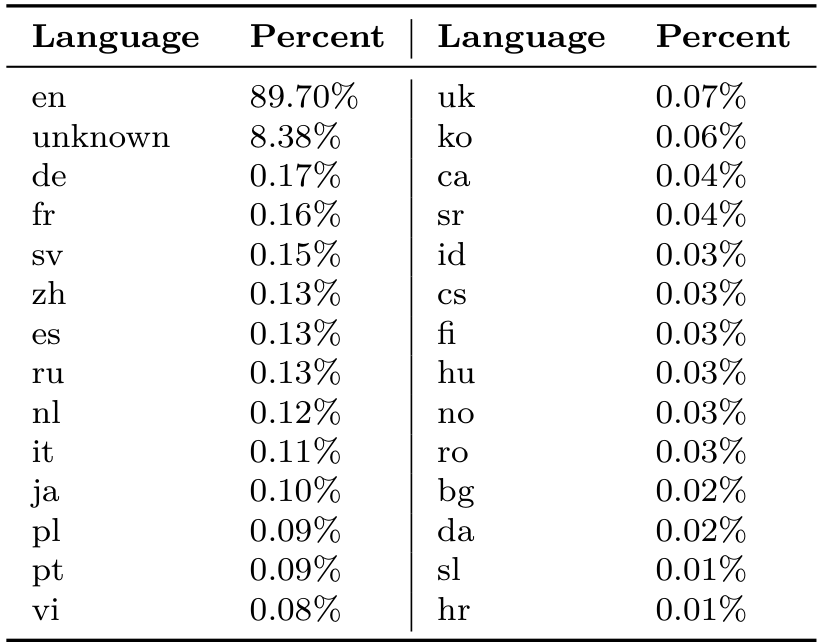 Language Percent Language Percent
en 89.70% uk 0.07%
unknown 8.38% ko 0.06%
de 0.17% ca 0.04%
fr 0.16% sr 0.04%
sv 0.15% id 0.03%
zh 0.13% cs 0.03%
es 0.13% fi 0.03%
ru 0.13% hu 0.03%
nl 0.12% no 0.03%
it 0.11% ro 0.03%
ja 0.10% bg 0.02%
pl 0.09% da 0.02%
pt 0.09% sl 0.01%
vi 0.08% hr 0.01%